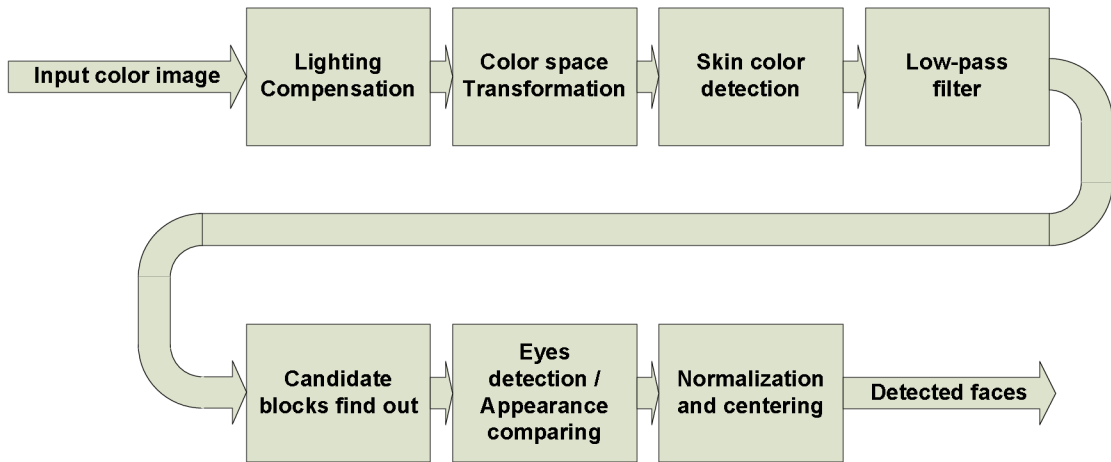 Input color image
Lighting
Compensation
Color space
Transformation
Skin color
detection
Low-pass
filter
Candidate
blocks find out
Eyes
detection /
Appearance
comparing
Normalization
and centering
Detected faces